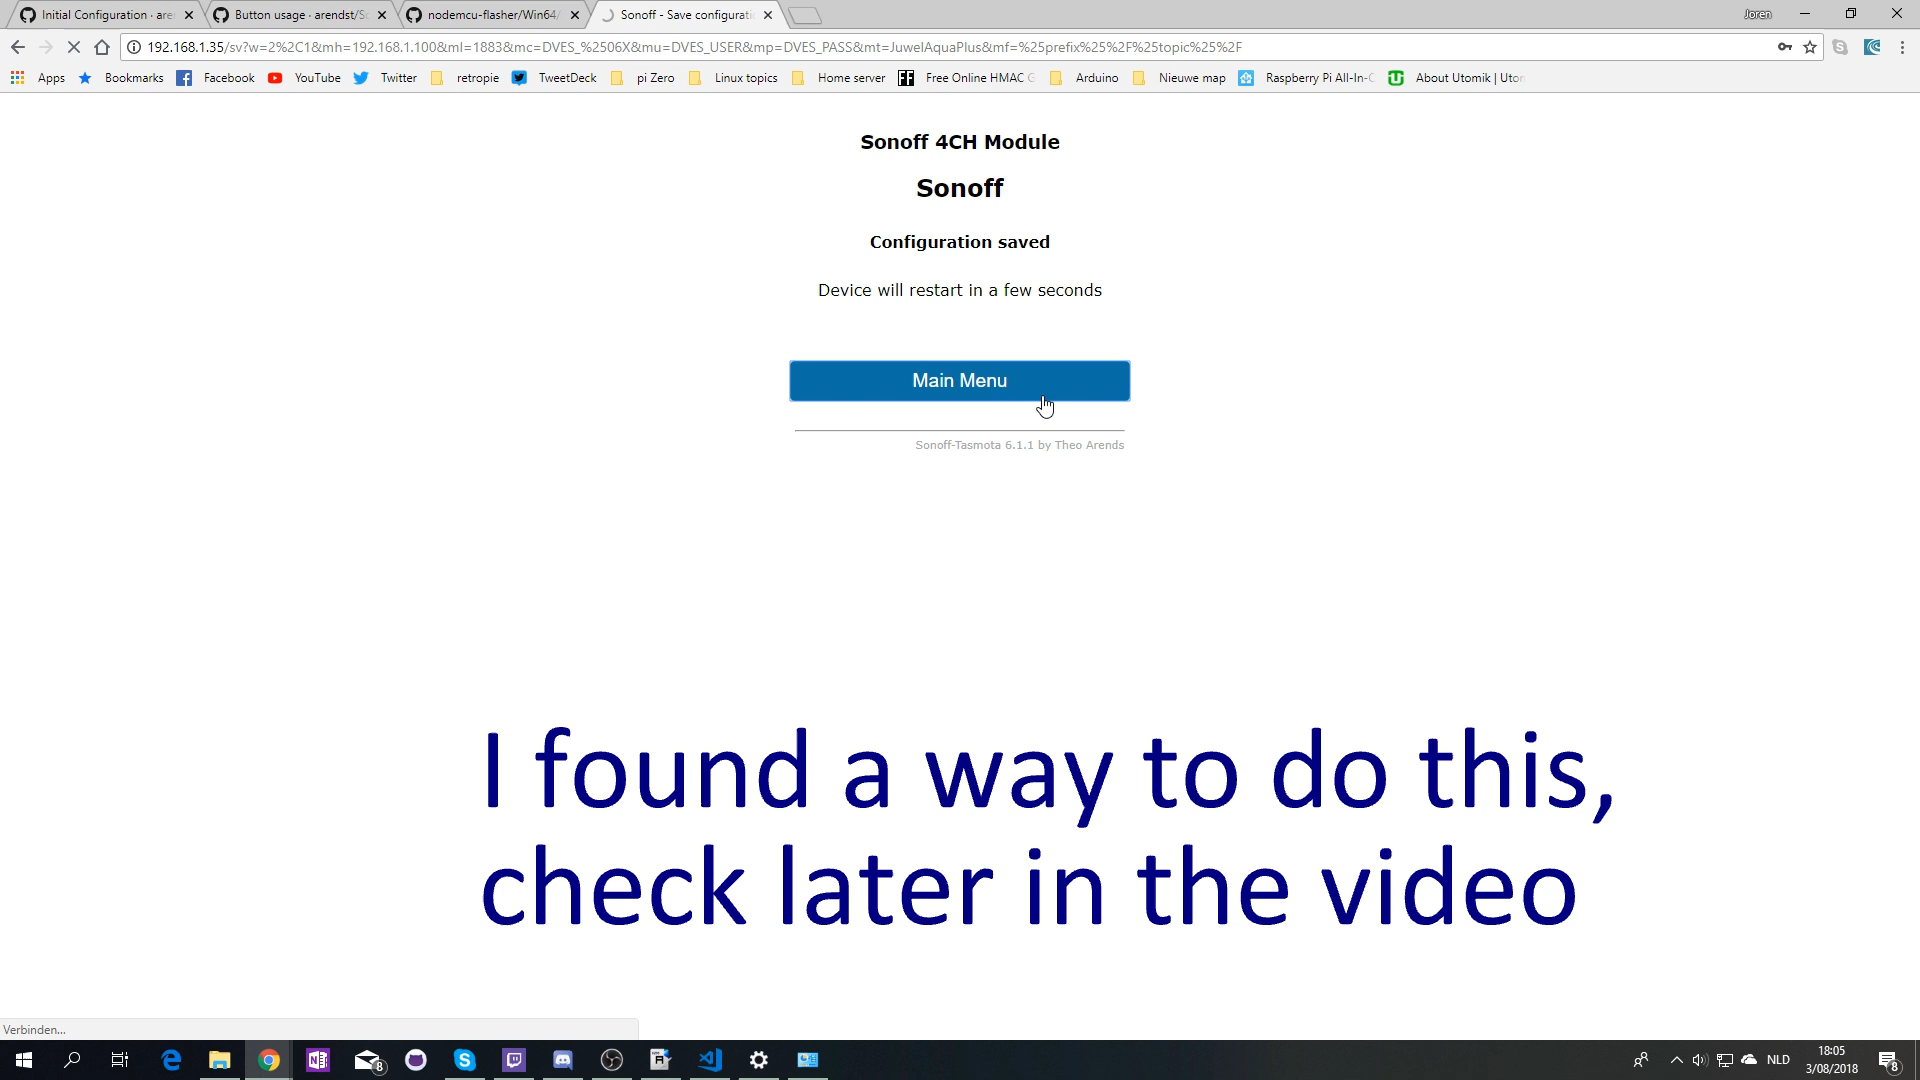 Initial Configuration · are
Button usage · arendst/S
nodemcu-flasher/Win64/
Sonoff - Save configurati
Joren
192.168.1.35/sv?w=2%2C1&mh=192.168.1.100&ml=1883&mc=DVES_%2506X&mu=DVES_USER&mp=DVES_PASS&mt=JuwelAquaPlus&mf=%25prefix%25%2F%25topic%25%2F
Apps Bookmarks Facebook YouTube Twitter retropie TweetDeck pi Zero Linux topics Home server Free Online HMAC G Arduino Nieuwe map Raspberry Pi All-In-C About Utomik | Uton
Sonoff 4CH Module
Sonoff
Configuration saved
Device will restart in a few seconds
Main Menu
Sonoff-Tasmota 6.1.1 by Theo Arends
I found a way to do this,
check later in the video
Verbinden...
8
NLD
18:05
3/08/2018
8